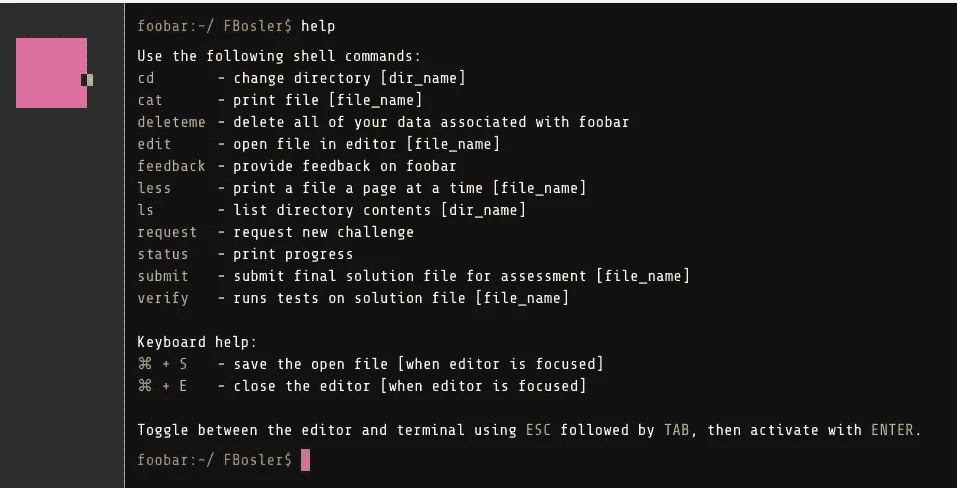 foobar:~/ FBosler$ help
Use the following shell commands:
cd - change directory [dir_name]
cat - print file [file_name]
deleteme - delete all of your data associated with foobar
edit - open file in editor [file_name]
feedback - provide feedback on foobar
less - print a file a page at a time [file_name]
ls - list directory contents [dir_name]
request - request new challenge
status - print progress
submit - submit final solution file for assessment [file_name]
verify - runs tests on solution file [file_name]
Keyboard help:
⌘ + S - save the open file [when editor is focused]
⌘ + E - close the editor [when editor is focused]
Toggle between the editor and terminal using ESC followed by TAB, then activate with ENTER.
foobar:~/ FBosler$